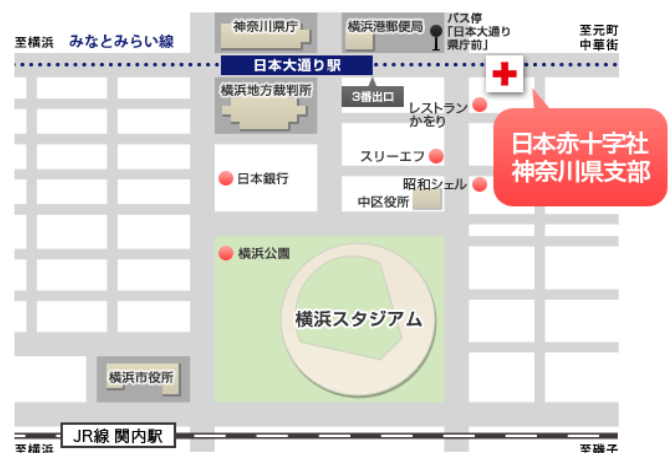 神奈川県庁
横浜港郵便局
バス停
「日本大通り
県庁前」
至元町
中華街
至横浜
みなとみらい線
日本大通り駅
横浜地方裁判所
3番出口
レストラン
かをり
日本赤十字社
神奈川県支部
スリーエフ
日本銀行
昭和シェル
中区役所
横浜公園
横浜スタジアム
横浜市役所
JR線 関内駅
至横浜
至磯子